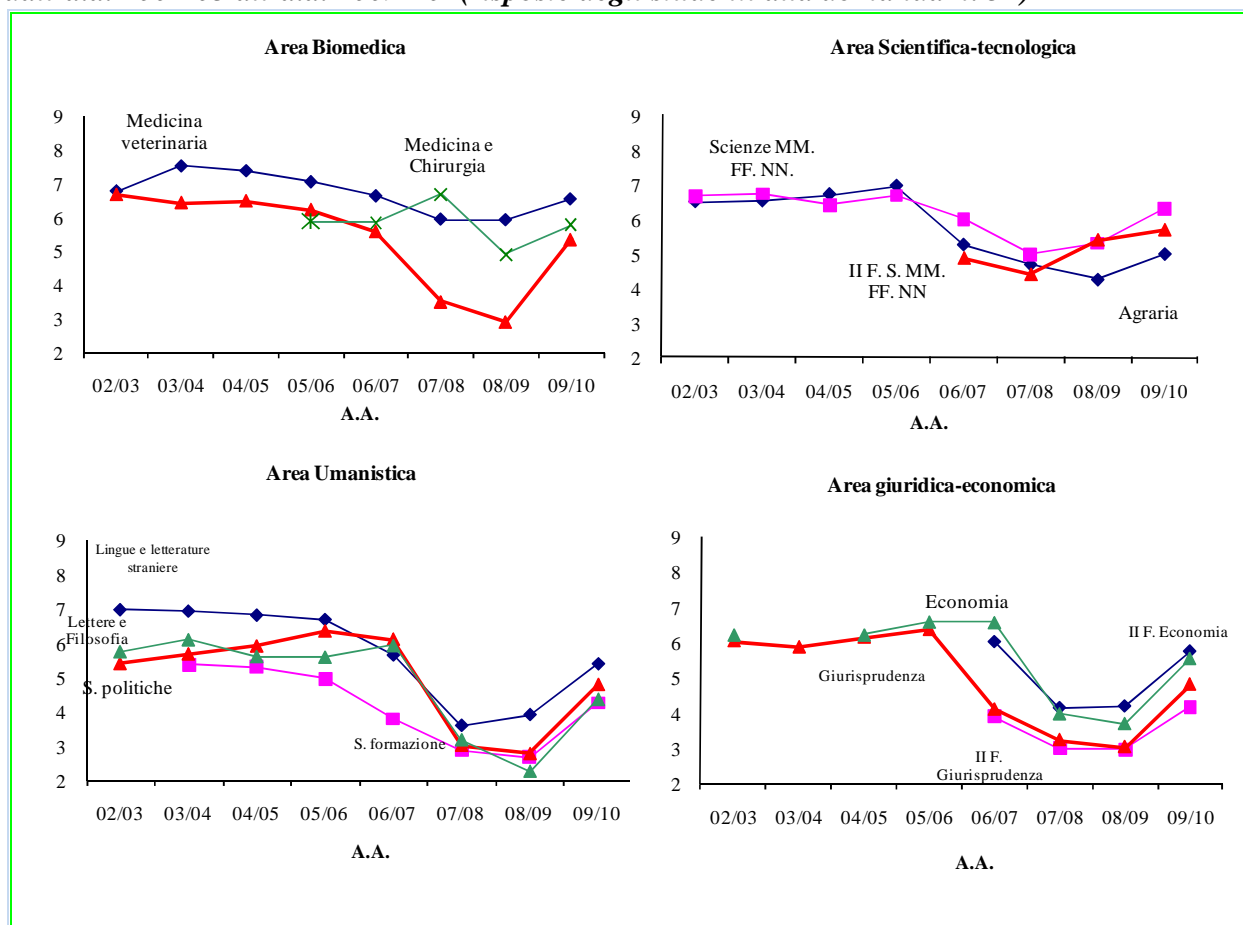 (risposte degli studenti alla domanda
Area Biomedica
9
8
7
6
5
4
3
2
Medicina
veterinaria
Medicina e
Chirurgia
02/03 03/04 04/05 05/06 06/07 07/08 08/09 09/10
A.A.
Area Scientifica-tecnologica
9
8
7
6
5
4
3
2
Scienze MM.
FF. NN.
II F. S. MM.
FF. NN
Agraria
02/03 03/04 04/05 05/06 06/07 07/08 08/09 09/10
A.A.
Area Umanistica
9
8
7
6
5
4
3
2
Lingue e letterature
straniere
Lettere e
Filosofia
S. politiche
S. formazione
02/03 03/04 04/05 05/06 06/07 07/08 08/09 09/10
A.A.
Area giuridica-economica
9
8
7
6
5
4
3
2
Economia
II F. Economia
Giurisprudenza
II F.
Giurisprudenza
02/03 03/04 04/05 05/06 06/07 07/08 08/09 09/10
A.A.